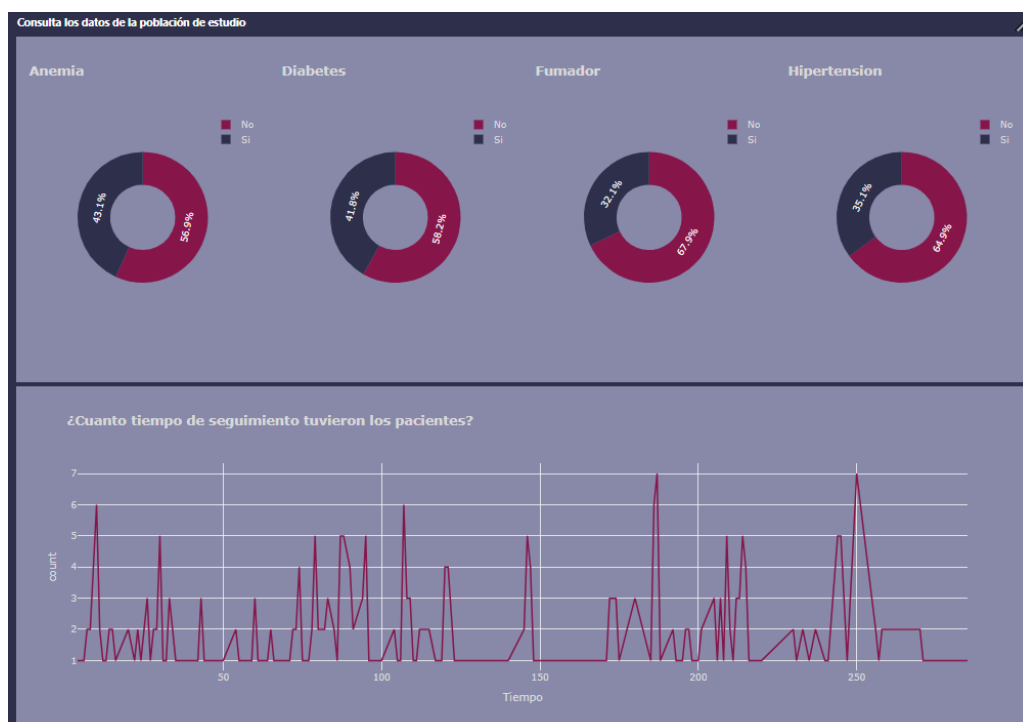 Consulta los datos de la población de estudio
Anemia
No
Si
43.1%
56.9%
Diabetes
No
Si
41.8%
58.2%
Fumador
No
Si
32.1%
67.9%
Hipertension
No
Si
35.1%
64.9%
¿Cuanto tiempo de seguimiento tuvieron los pacientes?
7
6
5
4
3
2
1
count
50
100
150
200
250
Tiempo